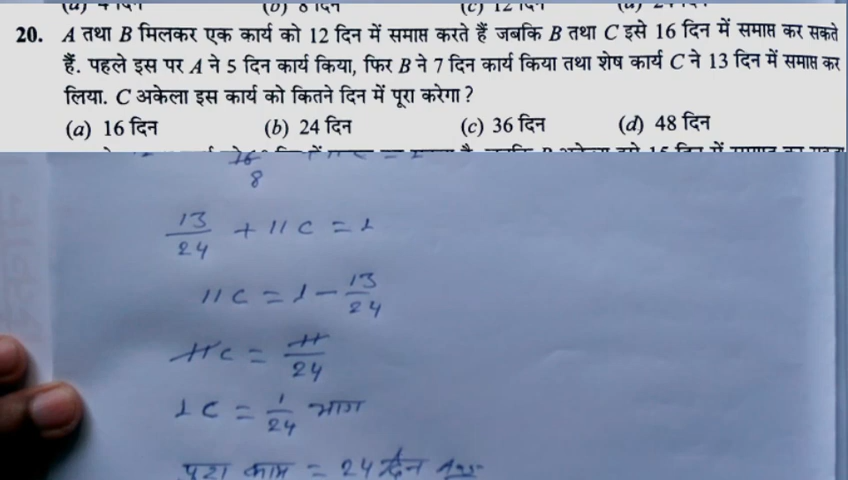 20. A तथा B मिलकर एक कार्य को 12 दिन में समाप्त करते हैं जबकि B तथा C इसे 16 दिन में समाप्त कर सकते
हैं. पहले इस पर A ने 5 दिन कार्य किया, फिर B ने 7 दिन कार्य किया तथा शेष कार्य C ने 13 दिन में समाप्त कर
लिया. C अकेला इस कार्य को कितने दिन में पूरा करेगा ?
(a) 16 दिन (b) 24 दिन (c) 36 दिन (d) 48 दिन
8
13/24 + 11C = 1
11C = 1 - 13/24
11C = 11/24
1C = 1/24 भाग
पूरा काम = 24 दिन Ans